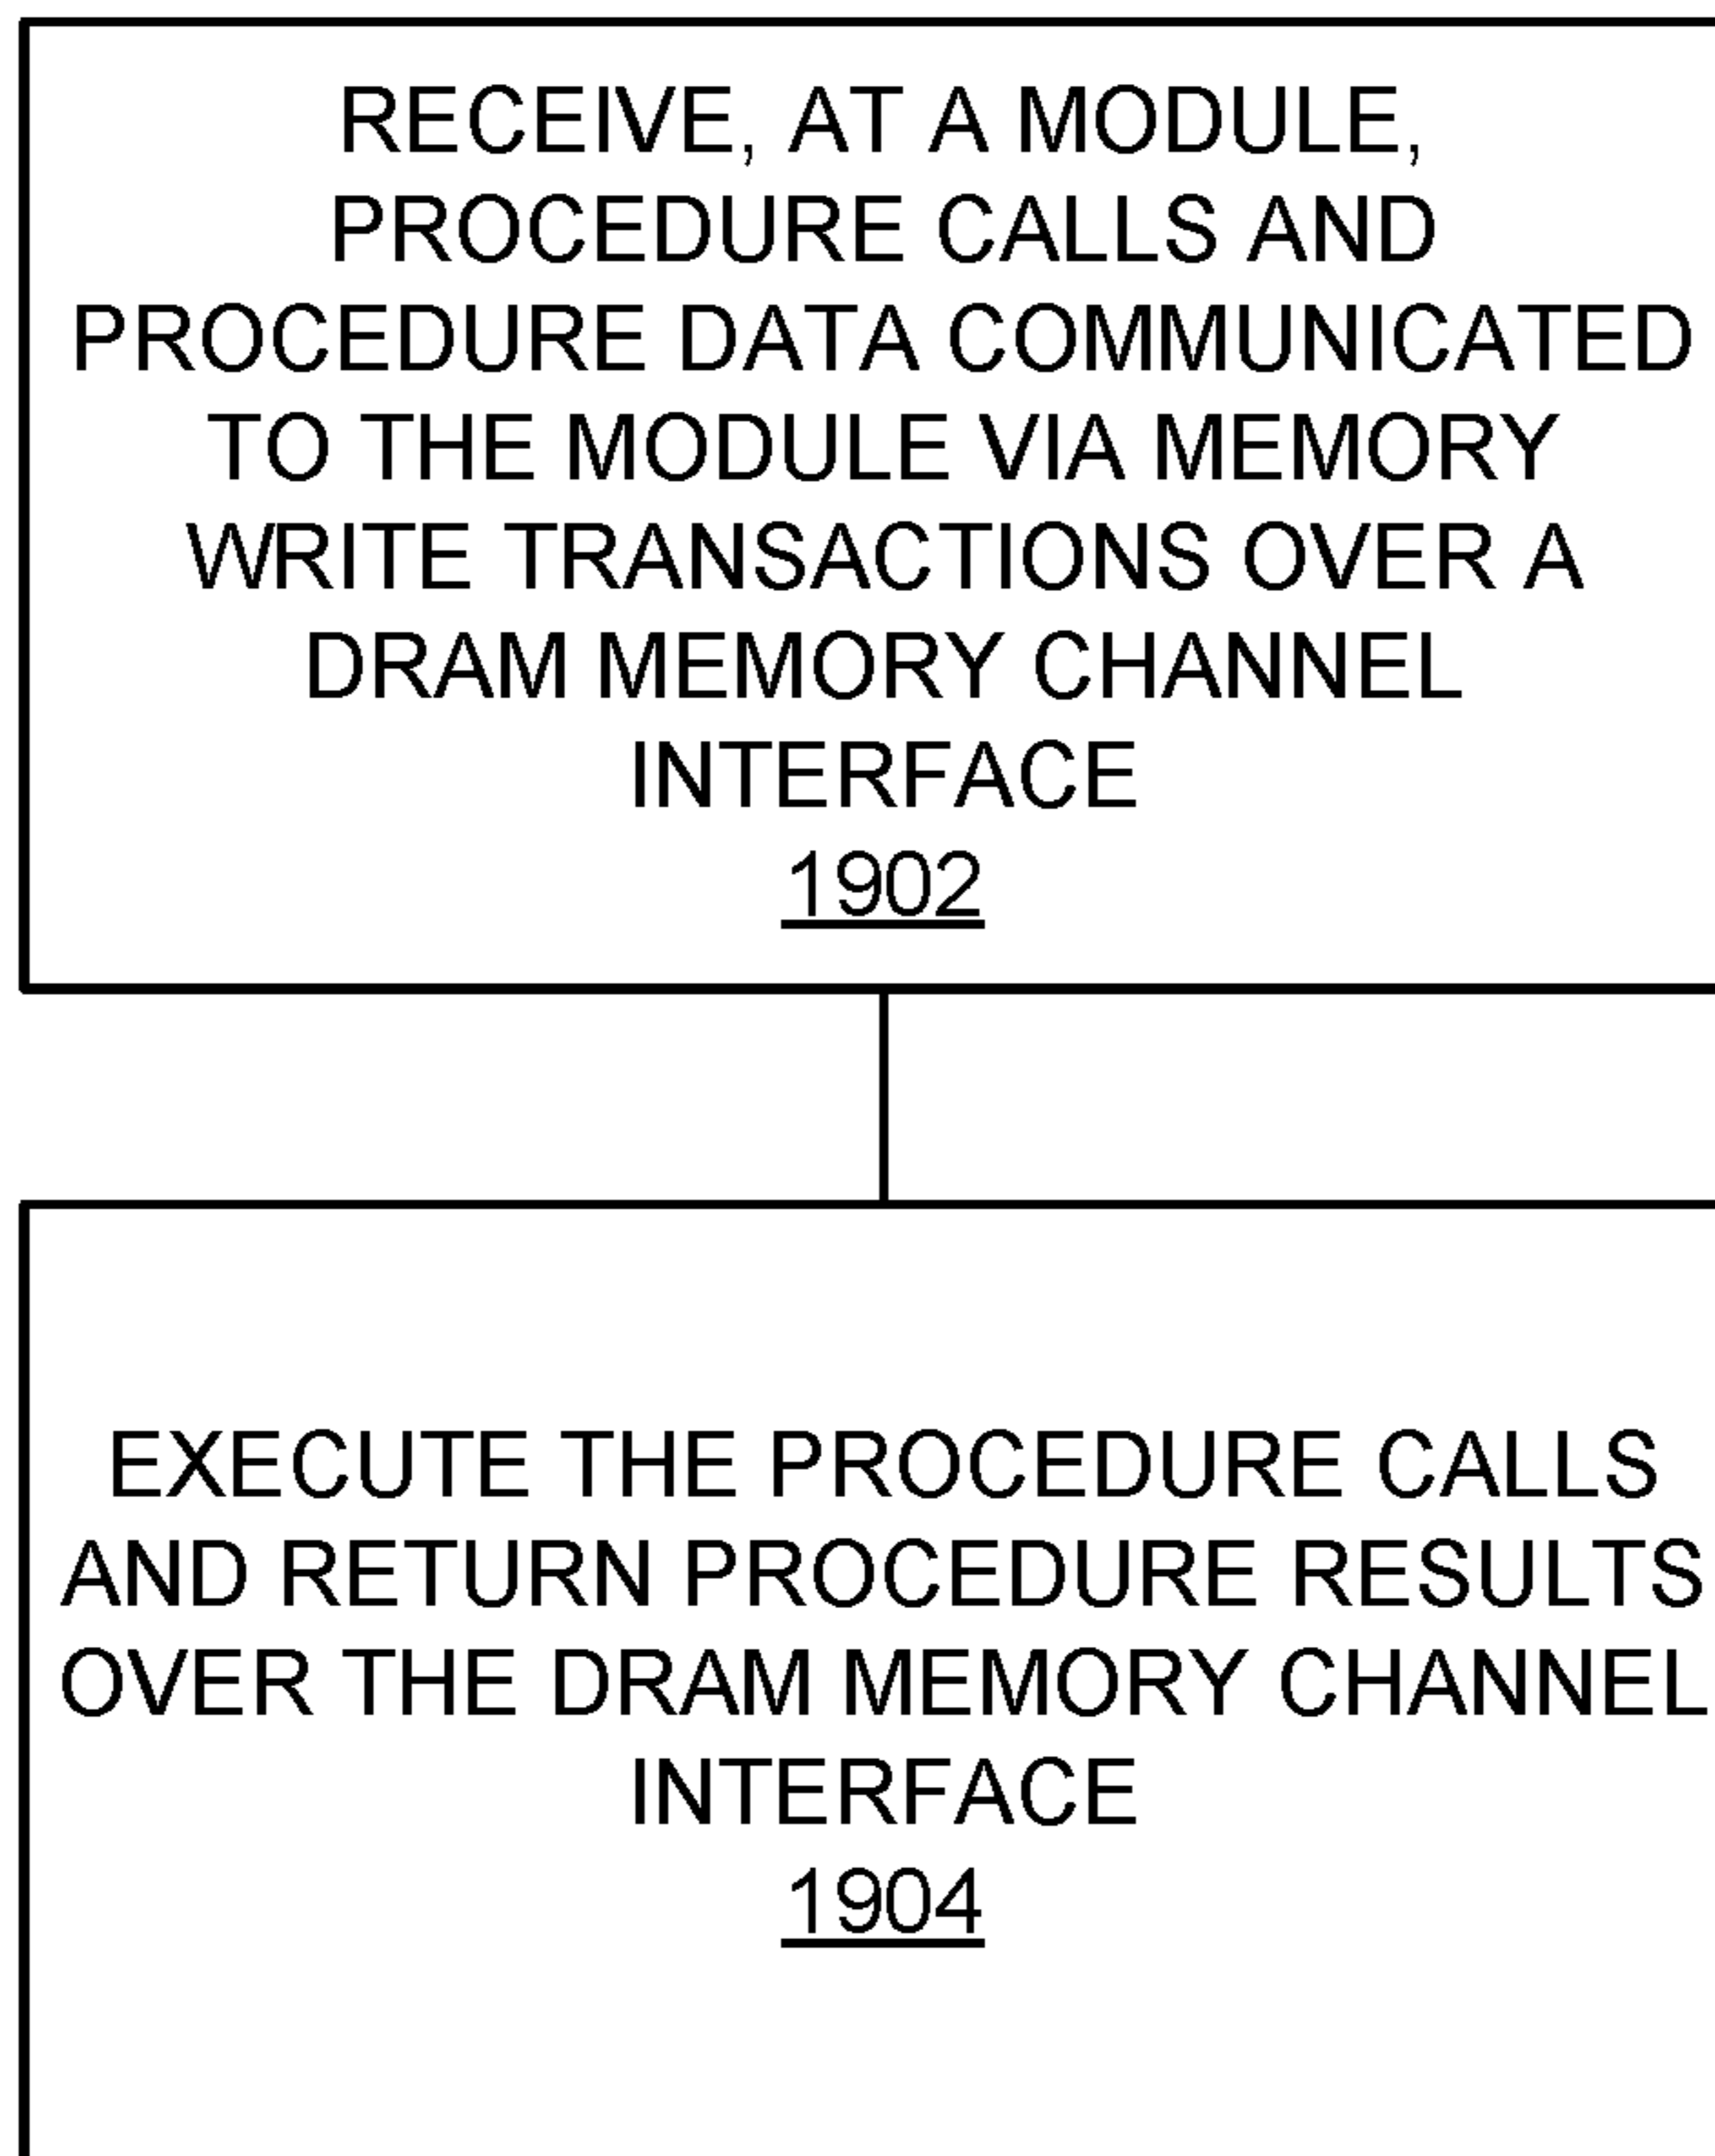 RECEIVE, AT A MODULE,
PROCEDURE CALLS AND
PROCEDURE DATA COMMUNICATED
TO THE MODULE VIA MEMORY
WRITE TRANSACTIONS OVER A
DRAM MEMORY CHANNEL
INTERFACE
1902
EXECUTE THE PROCEDURE CALLS
AND RETURN PROCEDURE RESULTS
OVER THE DRAM MEMORY CHANNEL
INTERFACE
1904